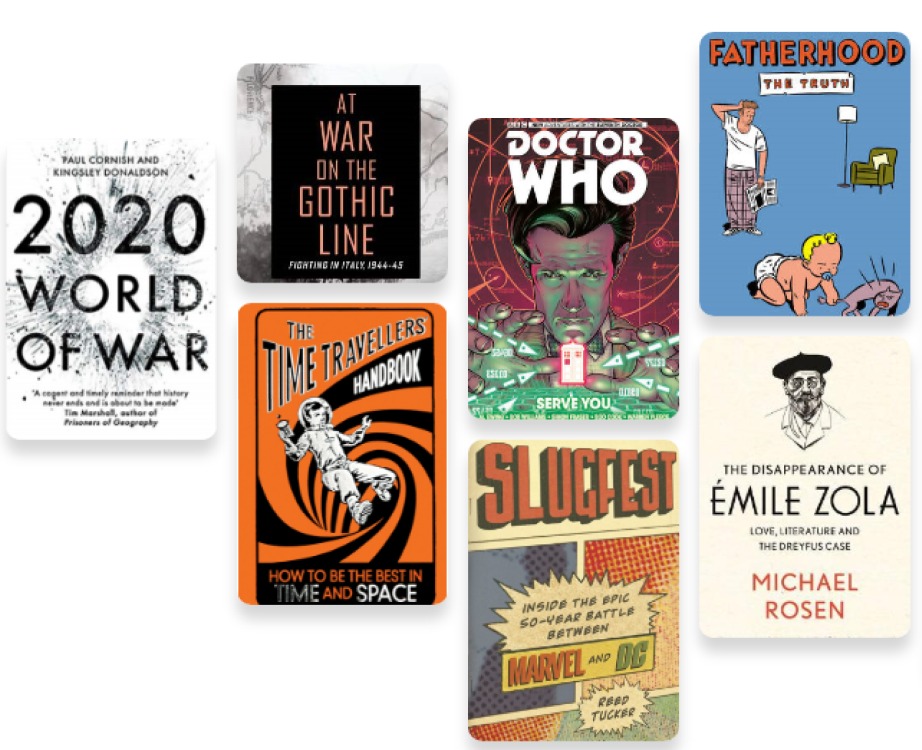 PAUL CORNISH AND
KINGSLEY DONALDSON
2020
WORLD
OF WAR
'A cogent and timely reminder that history
never ends and is about to be made'
Tim Marshall, author of
Prisoners of Geography
AT
WAR
ON THE
GOTHIC
LINE
FIGHTING IN ITALY, 1944-45
THE
TIME TRAVELLERS
HANDBOOK
HOW TO BE THE BEST IN
TIME AND SPACE
DOCTOR
WHO
SERVE YOU
SLUGFEST
INSIDE THE EPIC
50-YEAR BATTLE
BETWEEN
MARVEL AND DC
REED
TUCKER
FATHERHOOD
THE TRUTH
THE DISAPPEARANCE OF
ÉMILE ZOLA
LOVE, LITERATURE AND
THE DREYFUS CASE
MICHAEL
ROSEN